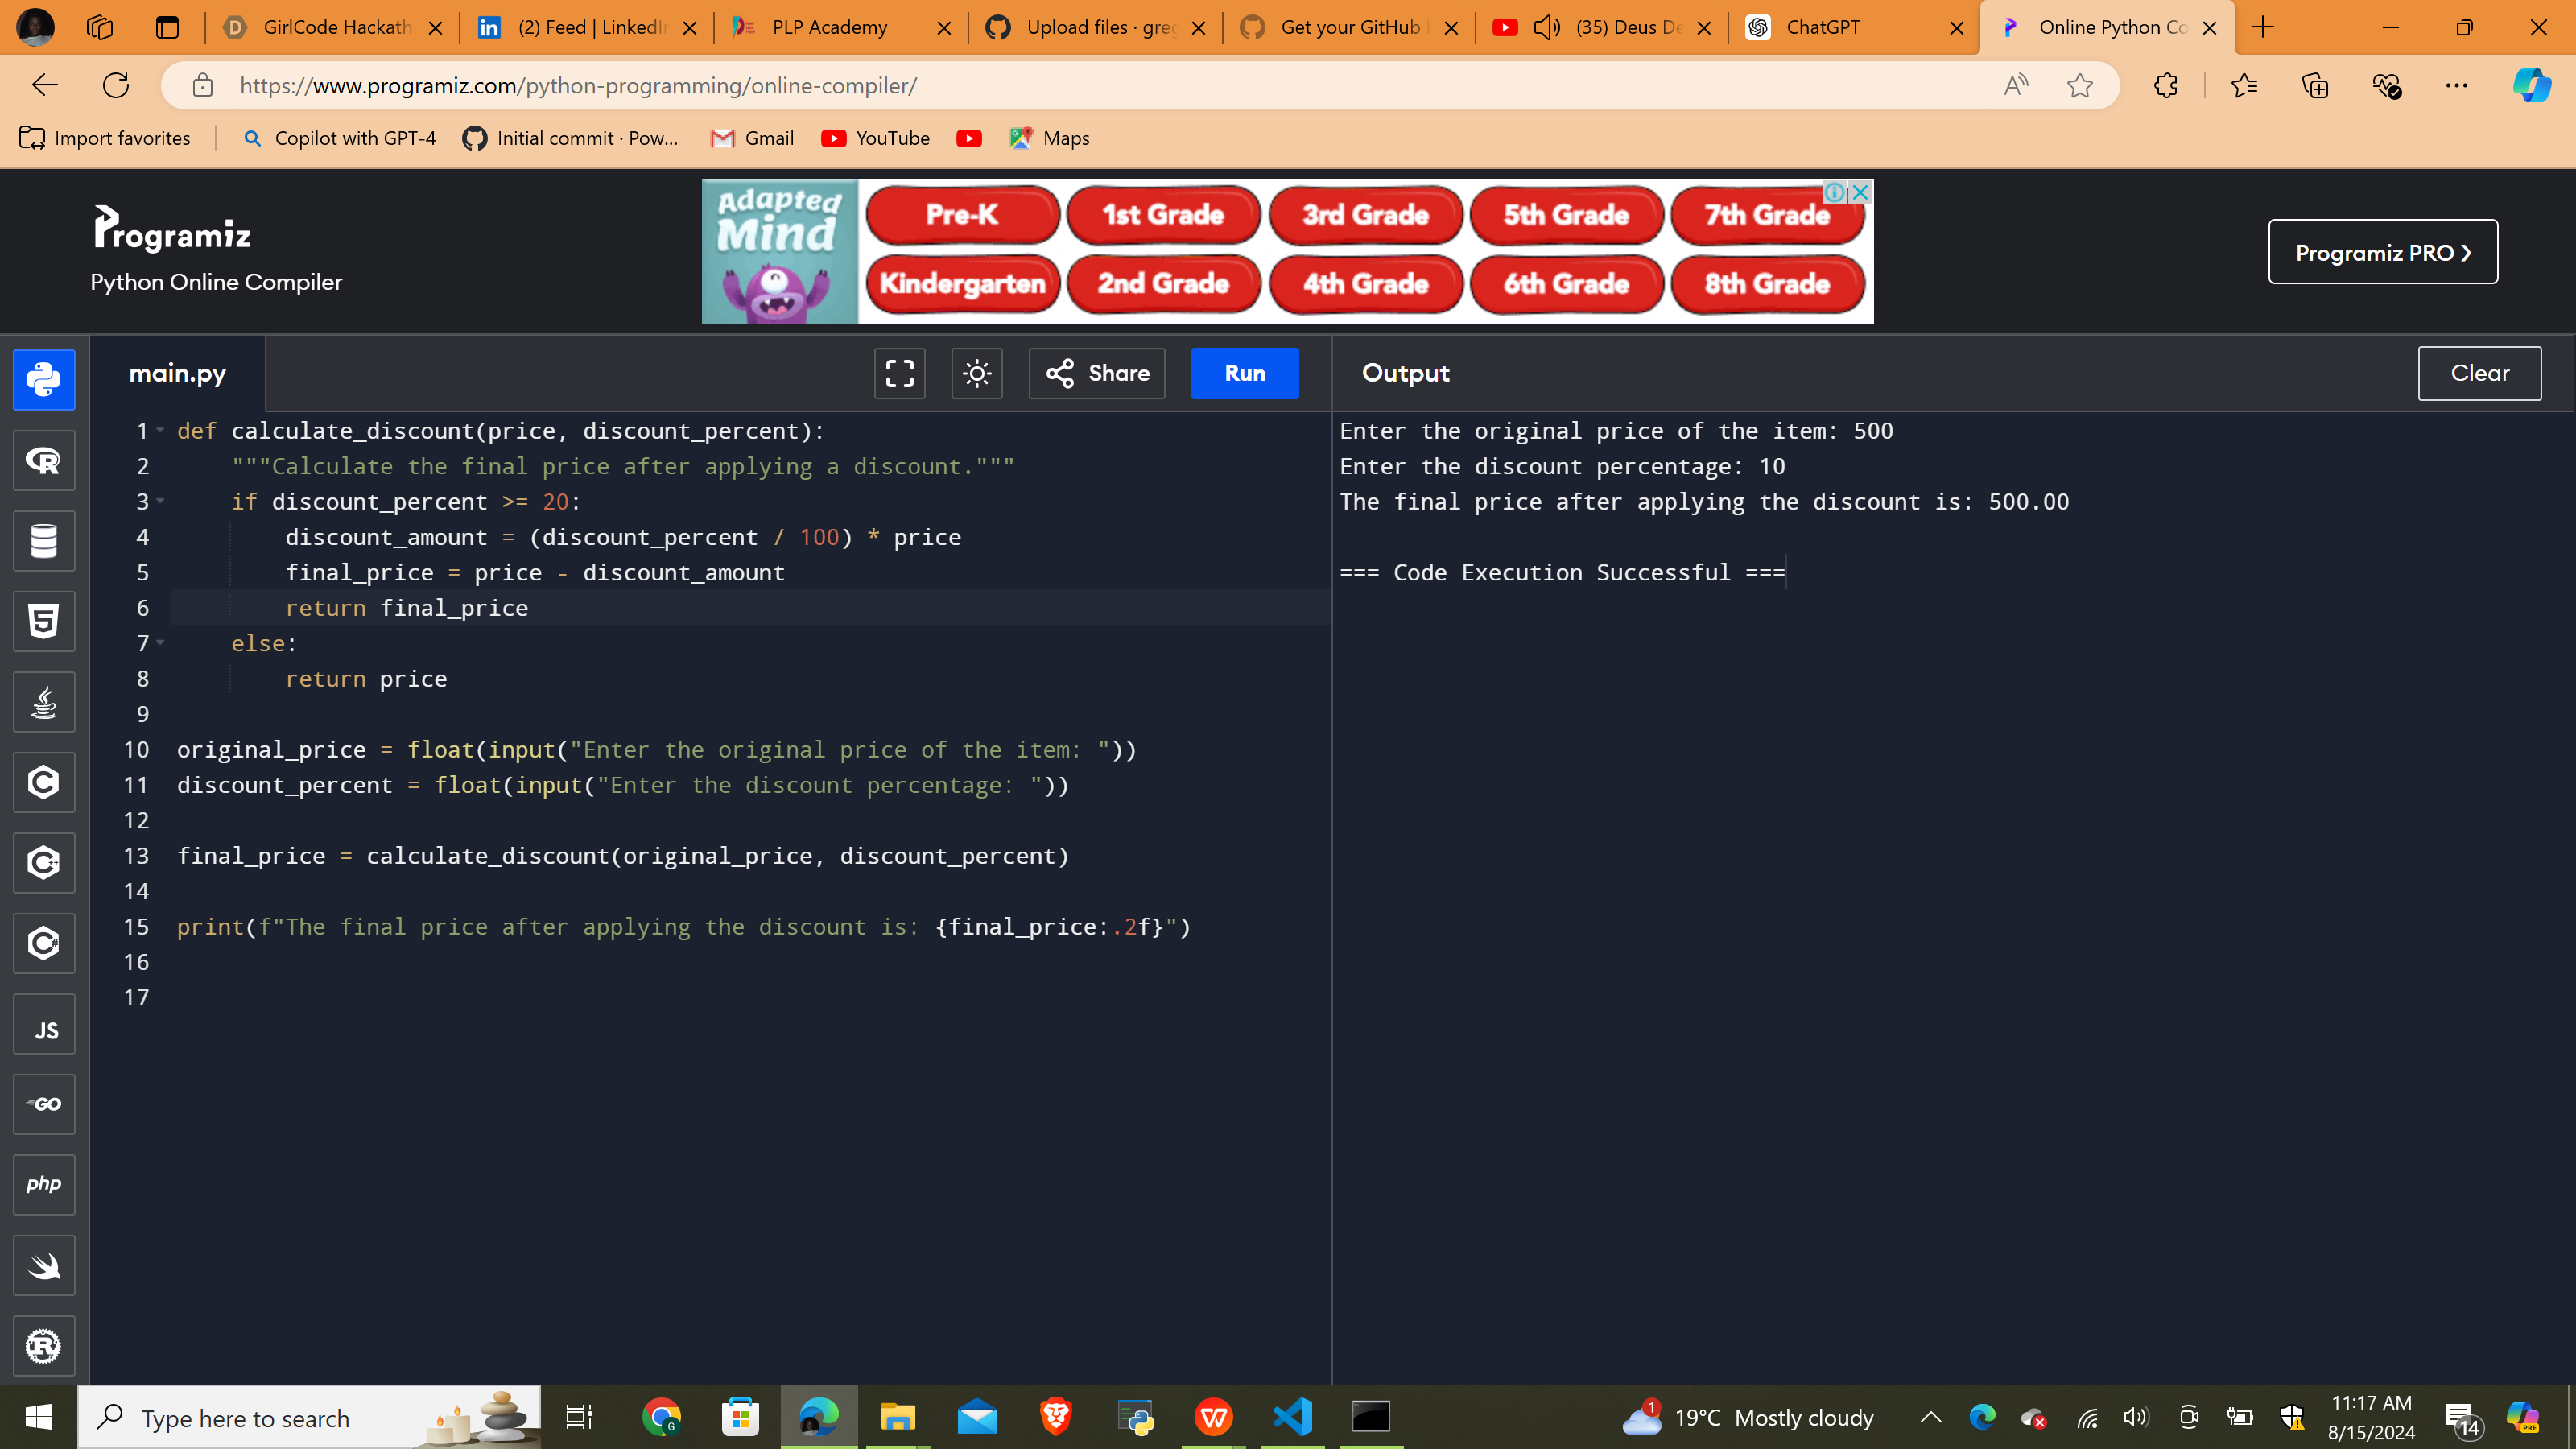 GirlCode Hackath
(2) Feed | LinkedIn
PLP Academy
Upload files · greg
Get your GitHub
(35) Deus De
ChatGPT
Online Python Co
https://www.programiz.com/python-programming/online-compiler/
Import favorites
Copilot with GPT-4
Initial commit · Pow...
Gmail
YouTube
Maps
Programiz
Python Online Compiler
Adapted
Mind
Pre-K
1st Grade
3rd Grade
5th Grade
7th Grade
Kindergarten
2nd Grade
4th Grade
6th Grade
8th Grade
Programiz PRO ❯
main.py
Share
Run
Output
Clear
1 def calculate_discount(price, discount_percent):
2 """Calculate the final price after applying a discount."""
3 if discount_percent >= 20:
4 discount_amount = (discount_percent / 100) * price
5 final_price = price - discount_amount
6 return final_price
7 else:
8 return price
9
10 original_price = float(input("Enter the original price of the item: "))
11 discount_percent = float(input("Enter the discount percentage: "))
12
13 final_price = calculate_discount(original_price, discount_percent)
14
15 print(f"The final price after applying the discount is: {final_price:.2f}")
16
17
Enter the original price of the item: 500
Enter the discount percentage: 10
The final price after applying the discount is: 500.00
=== Code Execution Successful ===
R
5
C
C++
C#
JS
GO
php
R
Type here to search
G
W
1
19°C Mostly cloudy
11:17 AM
8/15/2024
14
PRE